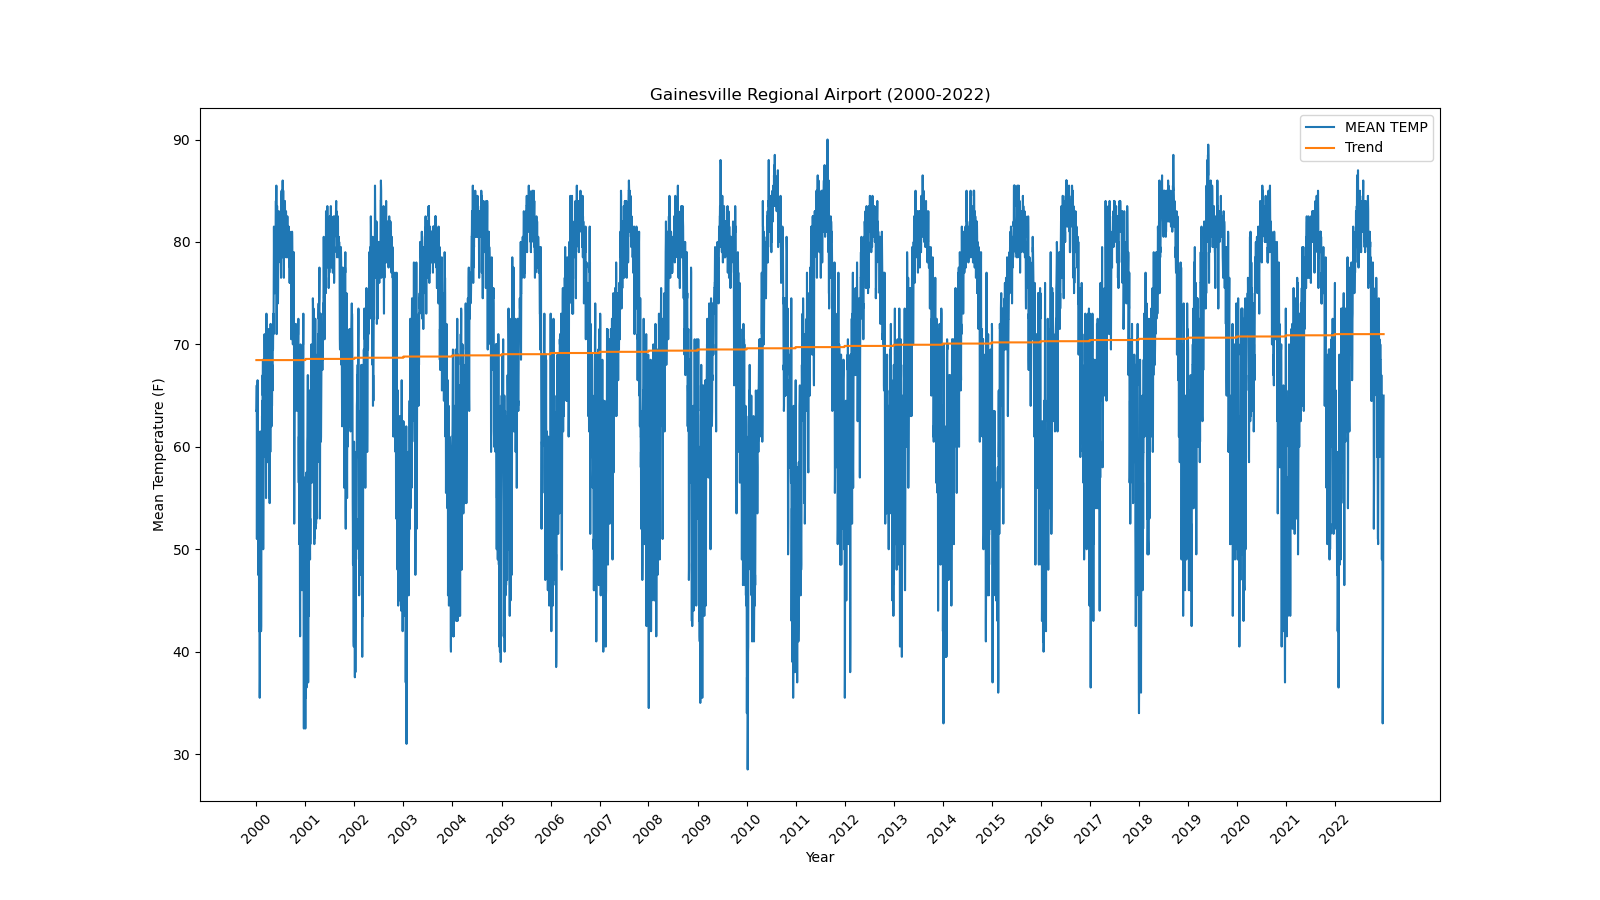 Gainesville Regional Airport (2000-2022)
MEAN TEMP
Trend
90
80
70
60
50
40
30
Mean Temperature (F)
2000 2001 2002 2003 2004 2005 2006 2007 2008 2009 2010 2011 2012 2013 2014 2015 2016 2017 2018 2019 2020 2021 2022
Year